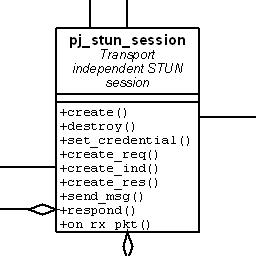 pj_stun_session
Transport
independent STUN
session
+create()
+destroy()
+set_credential()
+create_req()
+create_ind()
+create_res()
+send_msg()
+respond()
+on_rx_pkt()